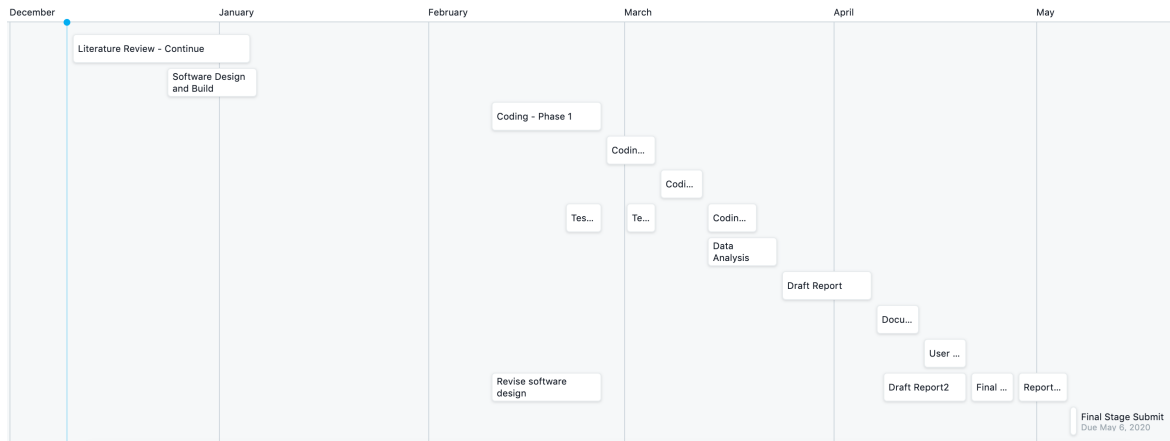 December
January
February
March
April
May
Literature Review - Continue
Software Design
and Build
Coding - Phase 1
Codin...
Codi...
Tes...
Te...
Codin...
Data
Analysis
Draft Report
Docu...
User ...
Revise software
design
Draft Report2
Final ...
Report...
Final Stage Submit
Due May 6, 2020